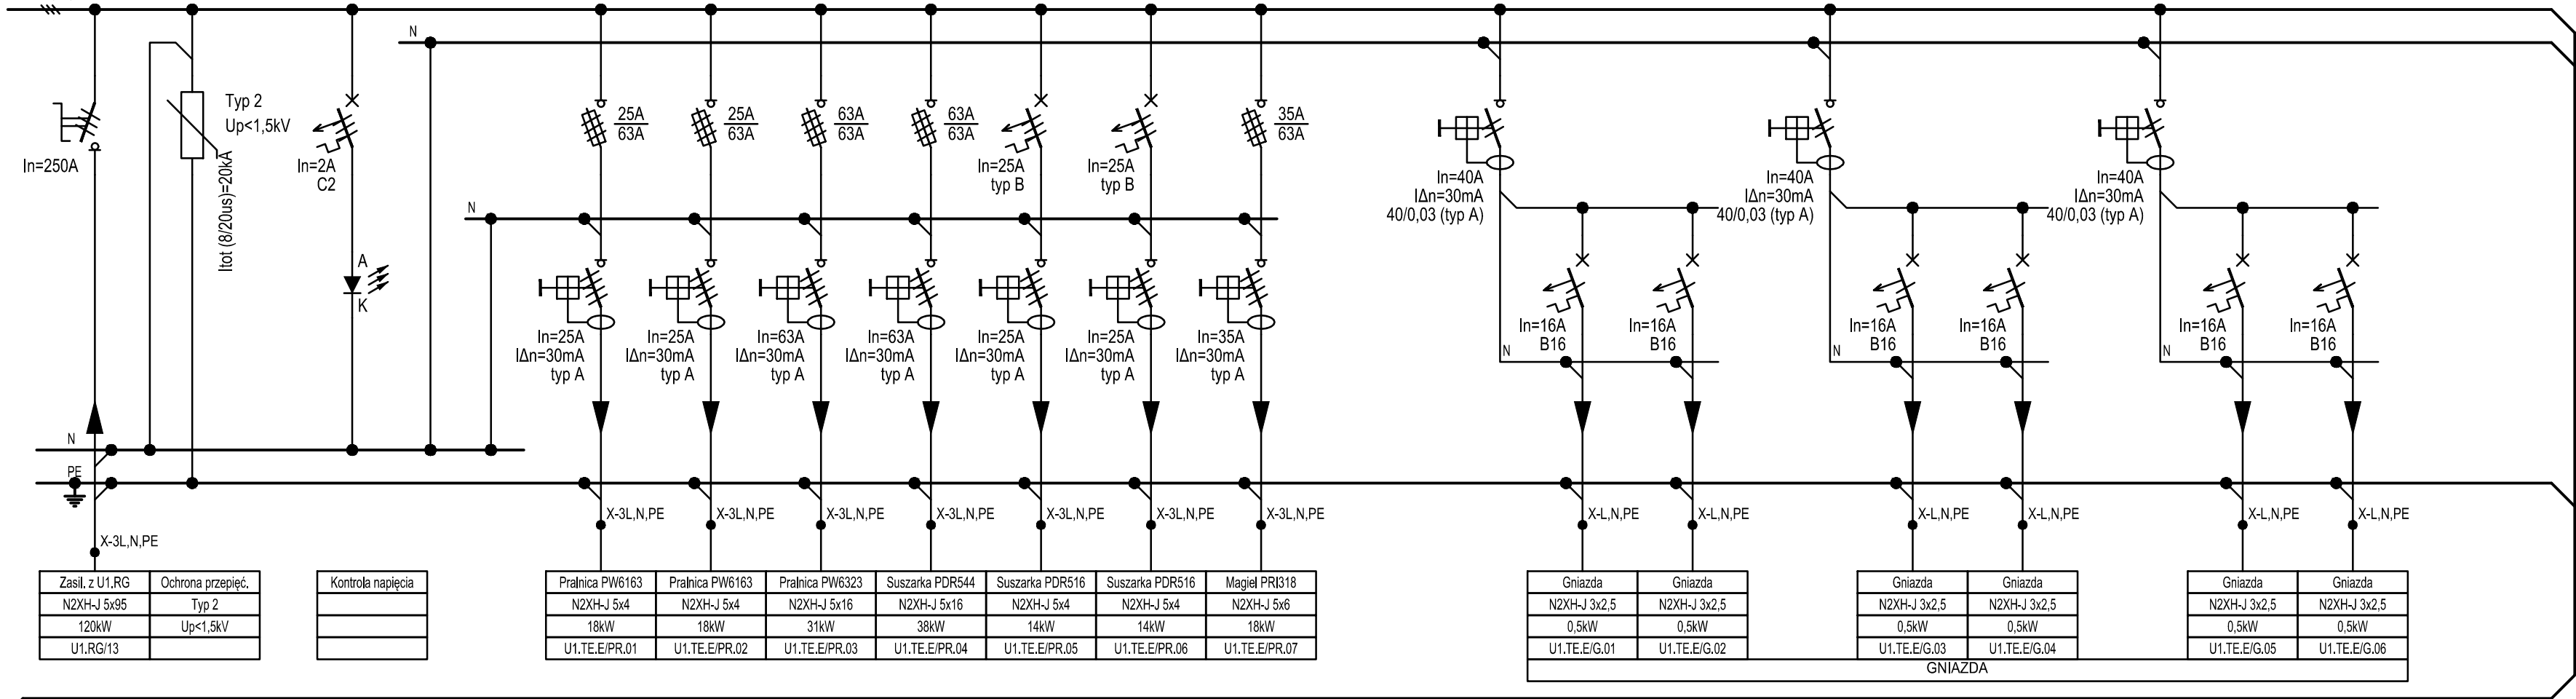 N
Typ 2
Up<1,5kV
Itot (8/20us)=20kA
In=250A
In=2A
C2
A
K
25A
63A
25A
63A
63A
63A
63A
63A
In=25A
typ B
In=25A
typ B
35A
63A
In=40A
IΔn=30mA
40/0,03 (typ A)
In=40A
IΔn=30mA
40/0,03 (typ A)
In=40A
IΔn=30mA
40/0,03 (typ A)
N
In=25A
IΔn=30mA
typ A
In=25A
IΔn=30mA
typ A
In=63A
IΔn=30mA
typ A
In=63A
IΔn=30mA
typ A
In=25A
IΔn=30mA
typ A
In=25A
IΔn=30mA
typ A
In=35A
IΔn=30mA
typ A
In=16A
B16
In=16A
B16
In=16A
B16
In=16A
B16
In=16A
B16
In=16A
B16
N
N
N
N
PE
X-3L,N,PE
X-3L,N,PE
X-3L,N,PE
X-3L,N,PE
X-3L,N,PE
X-3L,N,PE
X-3L,N,PE
X-3L,N,PE
X-L,N,PE
X-L,N,PE
X-L,N,PE
X-L,N,PE
X-L,N,PE
X-L,N,PE
Zasil. z U1.RG
N2XH-J 5x95
120kW
U1.RG/13
Ochrona przepięć.
Typ 2
Up<1,5kV
Kontrola napięcia
Pralnica PW6163
N2XH-J 5x4
18kW
U1.TE.E/PR.01
Pralnica PW6163
N2XH-J 5x4
18kW
U1.TE.E/PR.02
Pralnica PW6323
N2XH-J 5x16
31kW
U1.TE.E/PR.03
Suszarka PDR544
N2XH-J 5x16
38kW
U1.TE.E/PR.04
Suszarka PDR516
N2XH-J 5x4
14kW
U1.TE.E/PR.05
Suszarka PDR516
N2XH-J 5x4
14kW
U1.TE.E/PR.06
Magiel PRI318
N2XH-J 5x6
18kW
U1.TE.E/PR.07
Gniazda
N2XH-J 3x2,5
0,5kW
U1.TE.E/G.01
Gniazda
N2XH-J 3x2,5
0,5kW
U1.TE.E/G.02
Gniazda
N2XH-J 3x2,5
0,5kW
U1.TE.E/G.03
Gniazda
N2XH-J 3x2,5
0,5kW
U1.TE.E/G.04
Gniazda
N2XH-J 3x2,5
0,5kW
U1.TE.E/G.05
Gniazda
N2XH-J 3x2,5
0,5kW
U1.TE.E/G.06
GNIAZDA